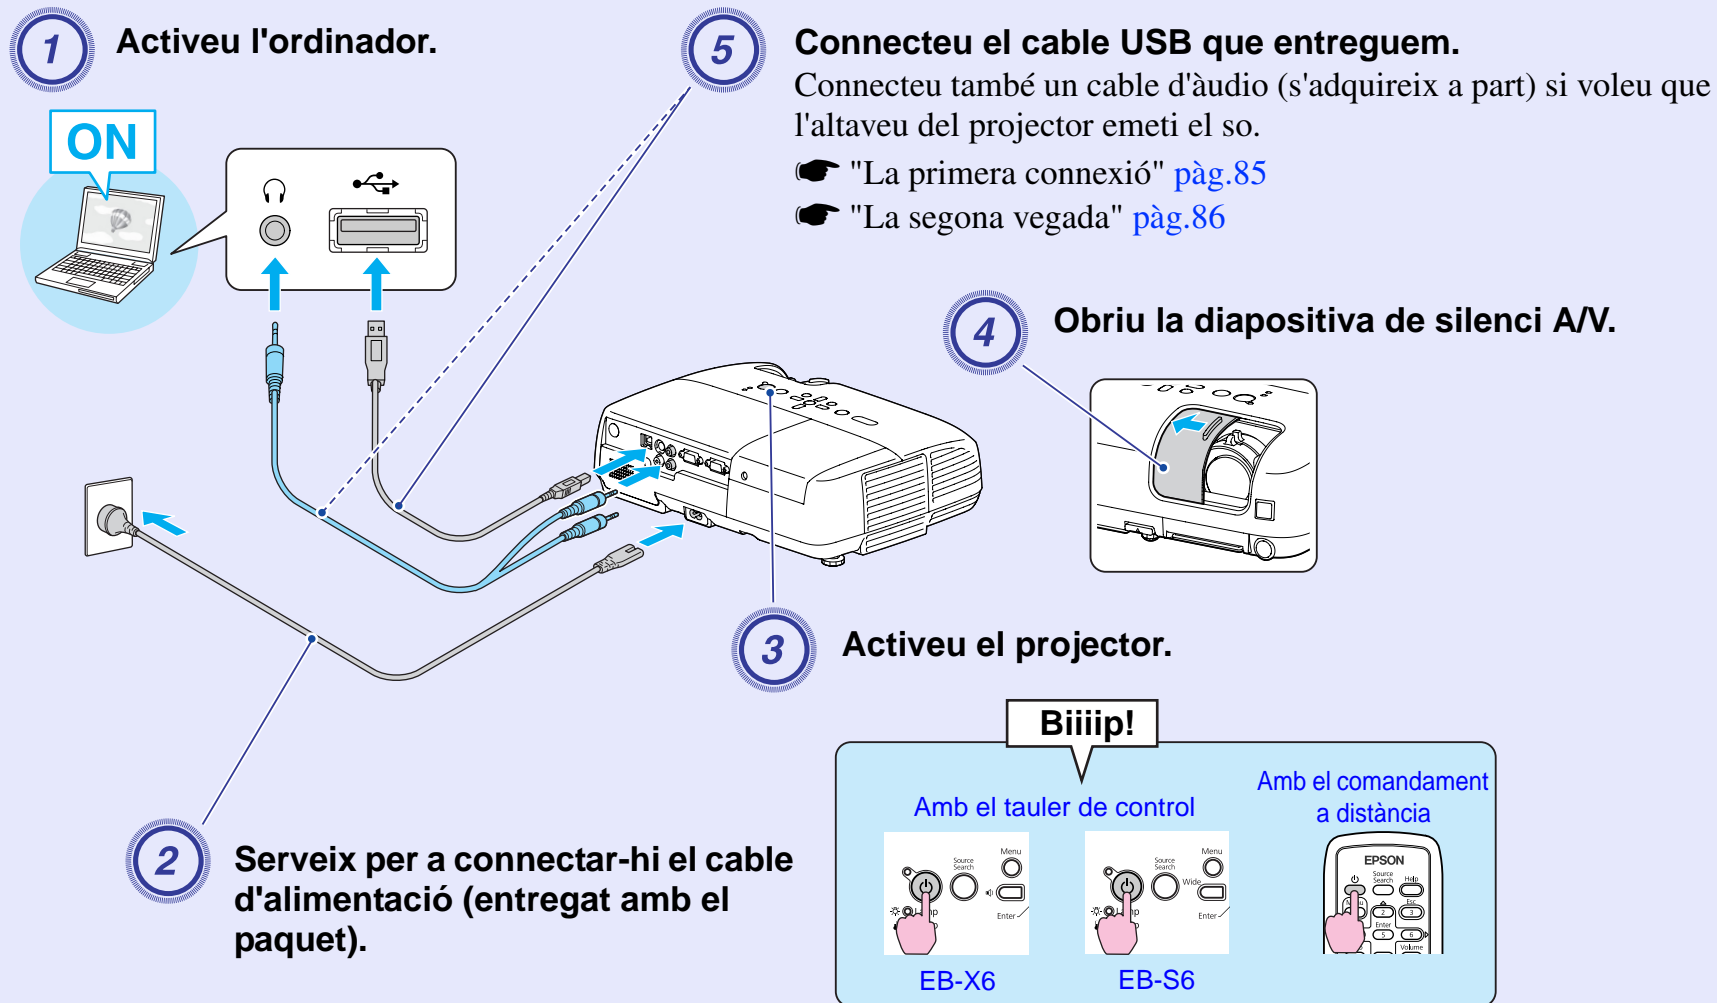 1 Activeu l'ordinador.
ON
5 Connecteu el cable USB que entreguem.
Connecteu també un cable d'àudio (s'adquireix a part) si voleu que
l'altaveu del projector emeti el so.
☛ "La primera connexió" pàg.85
☛ "La segona vegada" pàg.86
4 Obriu la diapositiva de silenci A/V.
3 Activeu el projector.
2 Serveix per a connectar-hi el cable
d'alimentació (entregat amb el
paquet).
Biiiip!
Amb el tauler de control
Source
Search
Menu
Enter
EB-X6
Source
Search
Menu
Wide
Enter
EB-S6
Amb el comandament
a distància
EPSON
Source
Search
Help
Esc
2
3
Enter
5
6
Volume